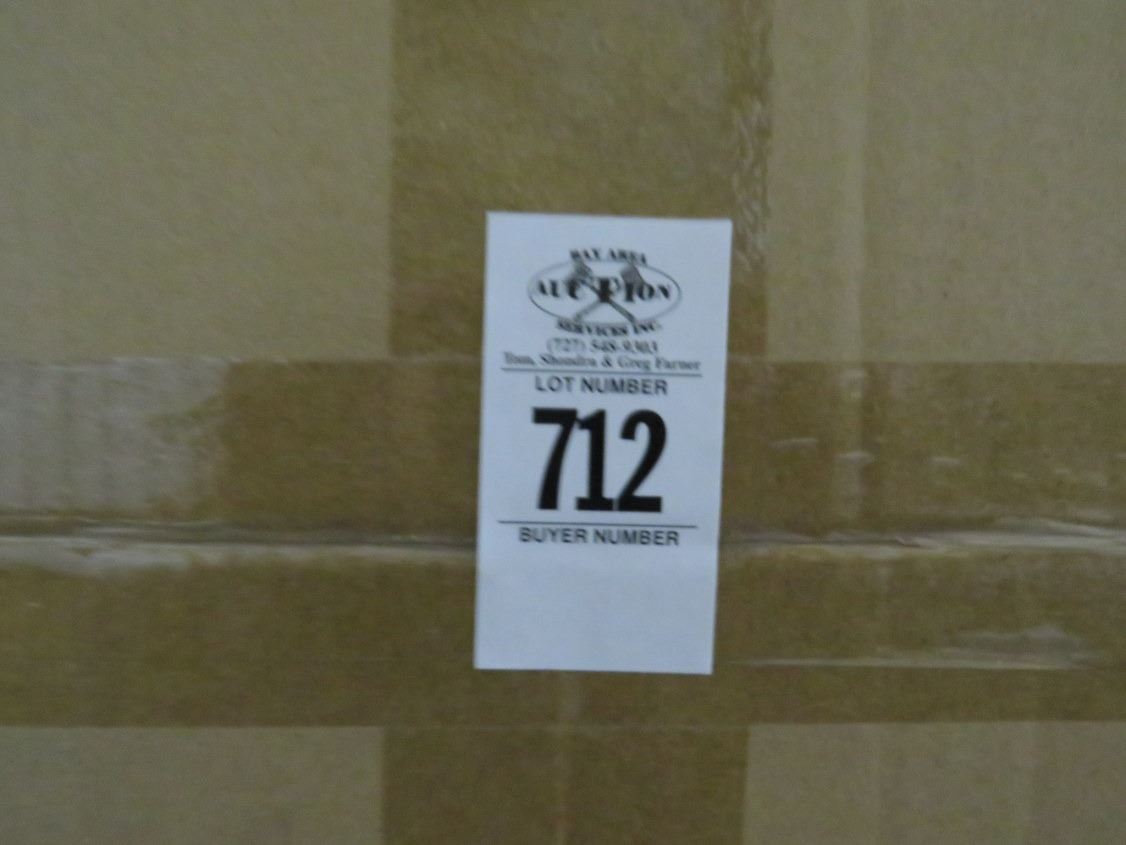 BAY AREA
AUCTION
SERVICES INC.
(727) 548-9303
Tom, Shondra & Greg Farner
LOT NUMBER
712
BUYER NUMBER